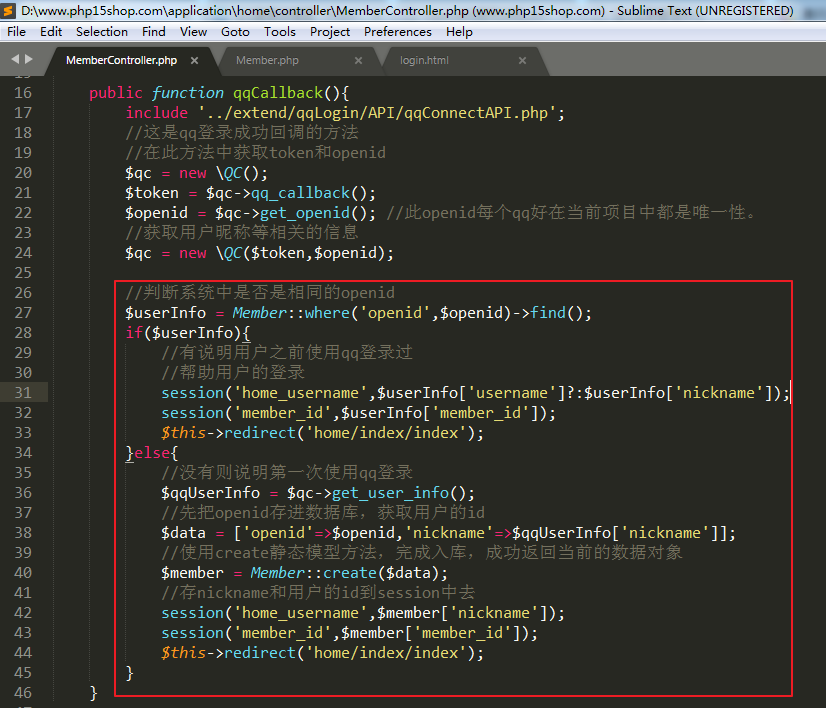 D:\www.php15shop.com\application\home\controller\MemberController.php (www.php15shop.com) - Sublime Text (UNREGISTERED)
File Edit Selection Find View Goto Tools Project Preferences Help
MemberController.php × Member.php × login.html ×
16 public function qqCallback(){
17 include '../extend/qqLogin/API/qqConnectAPI.php';
18 //这是qq登录成功回调的方法
19 //在此方法中获取token和openid
20 $qc = new \QC();
21 $token = $qc->qq_callback();
22 $openid = $qc->get_openid(); //此openid每个qq好在当前项目中都是唯一性。
23 //获取用户昵称等相关的信息
24 $qc = new \QC($token,$openid);
25
26 //判断系统中是否是相同的openid
27 $userInfo = Member::where('openid',$openid)->find();
28 if($userInfo){
29 //有说明用户之前使用qq登录过
30 //帮助用户的登录
31 session('home_username',$userInfo['username']?:$userInfo['nickname']);
32 session('member_id',$userInfo['member_id']);
33 $this->redirect('home/index/index');
34 }else{
35 //没有则说明第一次使用qq登录
36 $qqUserInfo = $qc->get_user_info();
37 //先把openid存进数据库，获取用户的id
38 $data = ['openid'=>$openid,'nickname'=>$qqUserInfo['nickname']];
39 //使用create静态模型方法，完成入库，成功返回当前的数据对象
40 $member = Member::create($data);
41 //存nickname和用户的id到session中去
42 session('home_username',$member['nickname']);
43 session('member_id',$member['member_id']);
44 $this->redirect('home/index/index');
45 }
46 }